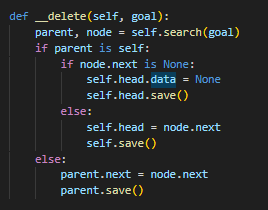 def __delete(self, goal):
    parent, node = self.search(goal)
    if parent is self:
        if node.next is None:
            self.head.data = None
            self.head.save()
        else:
            self.head = node.next
            self.save()
    else:
        parent.next = node.next
        parent.save()